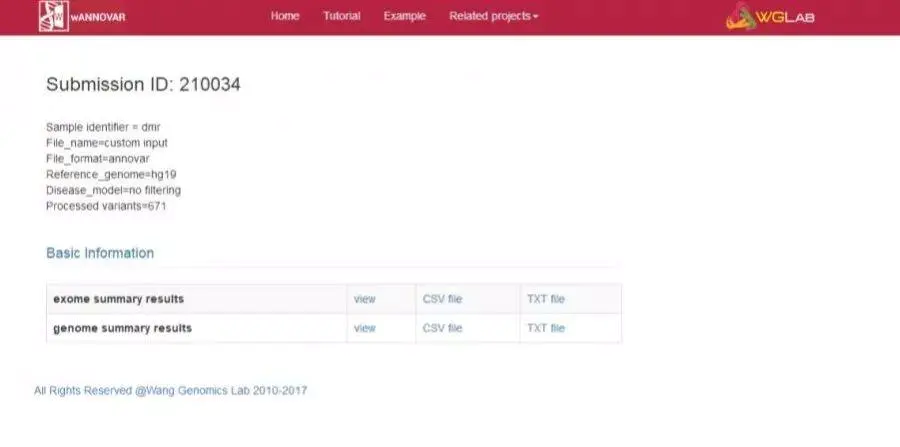 wANNOVAR Home Tutorial Example Related projects WGLAB
Submission ID: 210034
Sample identifier = dmr
File_name=custom input
File_format=annovar
Reference_genome=hg19
Disease_model=no filtering
Processed variants=671
Basic Information
exome summary results view CSV file TXT file
genome summary results view CSV file TXT file
All Rights Reserved @Wang Genomics Lab 2010-2017